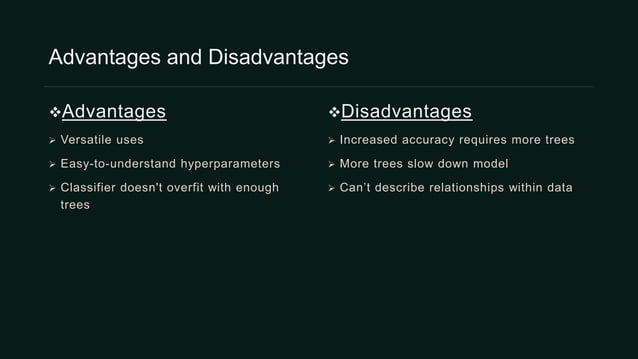 Advantages and Disadvantages
❖Advantages
➢ Versatile uses
➢ Easy-to-understand hyperparameters
➢ Classifier doesn't overfit with enough
trees
❖Disadvantages
➢ Increased accuracy requires more trees
➢ More trees slow down model
➢ Can’t describe relationships within data